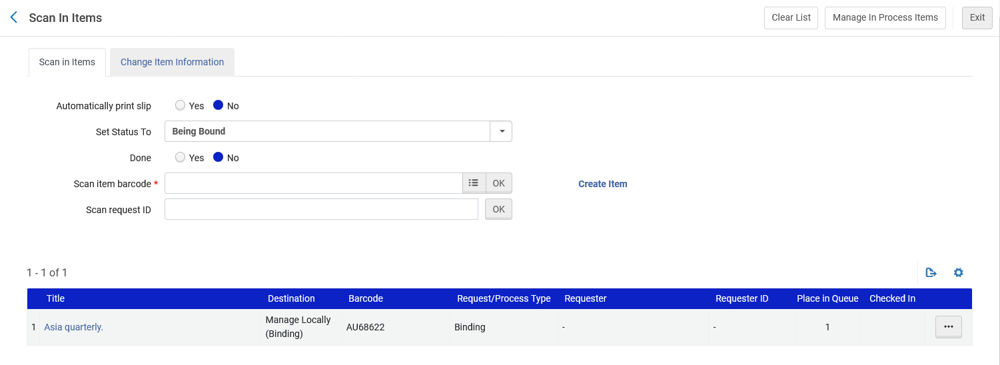 Scan In Items
Clear List
Manage In Process Items
Exit
Scan in Items
Change Item Information
Automatically print slip
Yes
No
Set Status To
Being Bound
Done
Yes
No
Scan item barcode *
OK
Create Item
Scan request ID
OK
1 - 1 of 1
Title Destination Barcode Request/Process Type Requester Requester ID Place in Queue Checked In
1 Asia quarterly. Manage Locally (Binding) AU68622 Binding - - 1